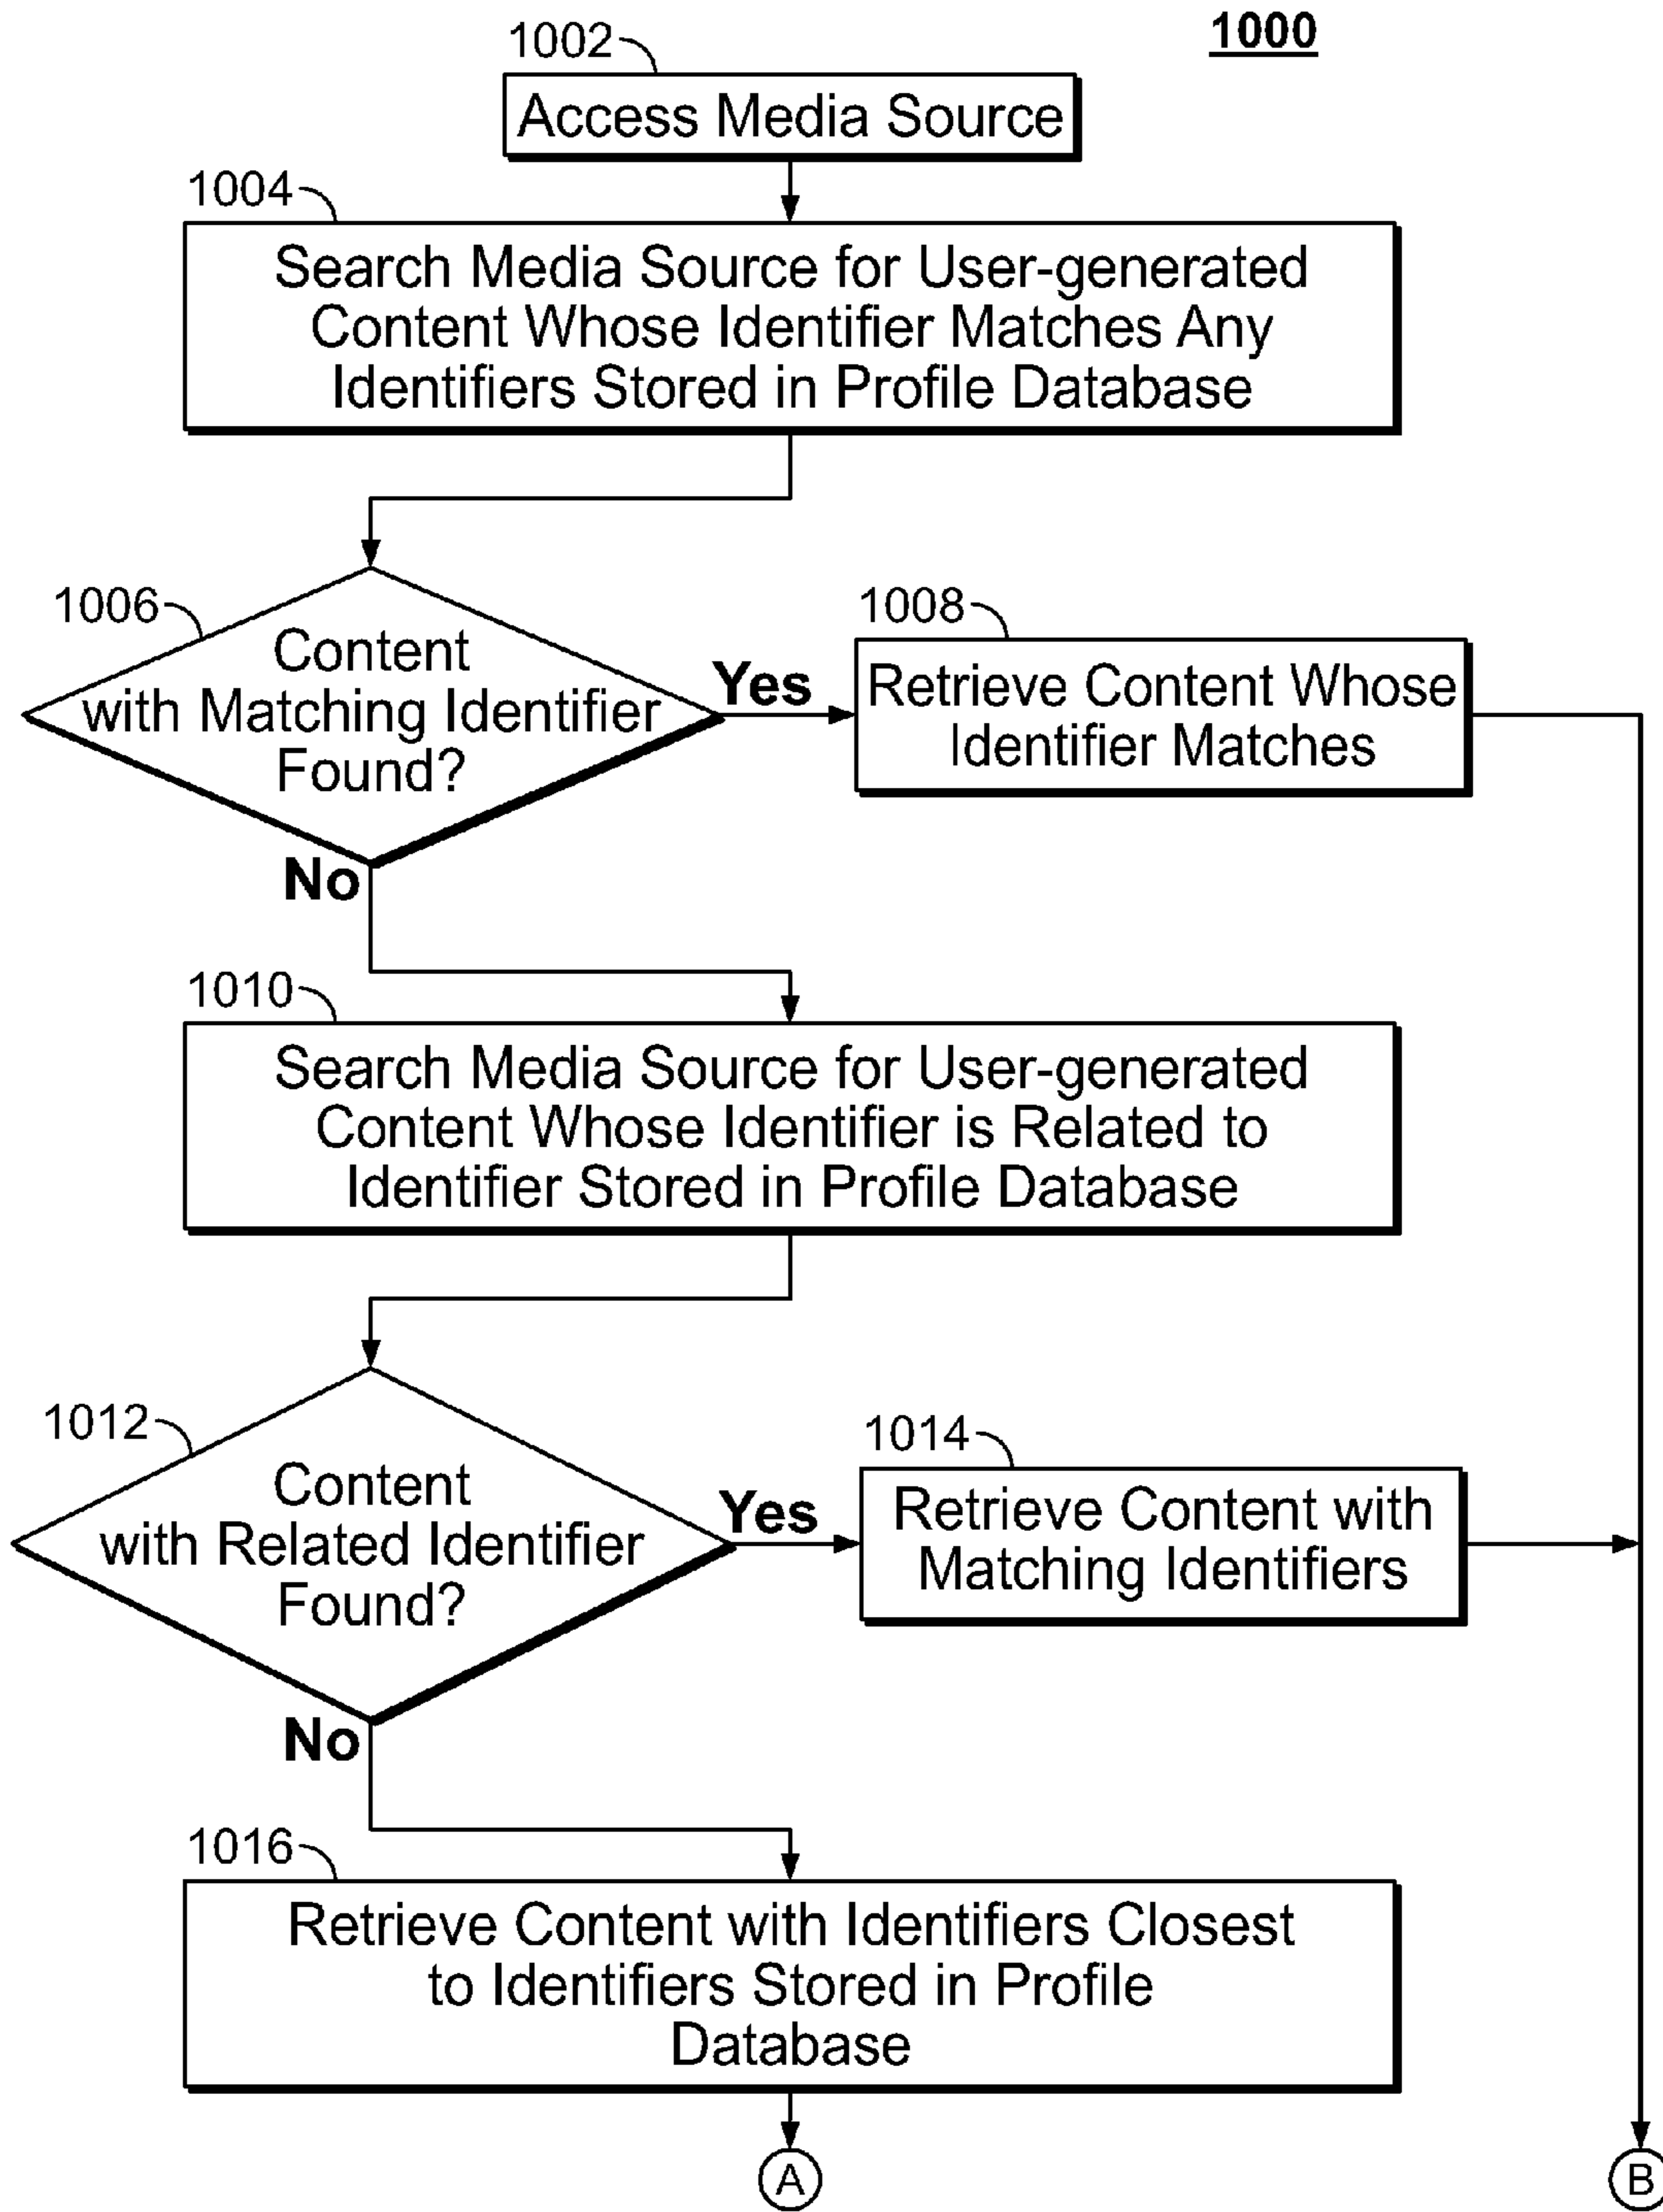 1000
1002
Access Media Source
1004
Search Media Source for User-generated
Content Whose Identifier Matches Any
Identifiers Stored in Profile Database
1006
Content
with Matching Identifier
Found?
Yes
1008
Retrieve Content Whose
Identifier Matches
No
1010
Search Media Source for User-generated
Content Whose Identifier is Related to
Identifier Stored in Profile Database
1012
Content
with Related Identifier
Found?
Yes
1014
Retrieve Content with
Matching Identifiers
No
1016
Retrieve Content with Identifiers Closest
to Identifiers Stored in Profile
Database
A
B